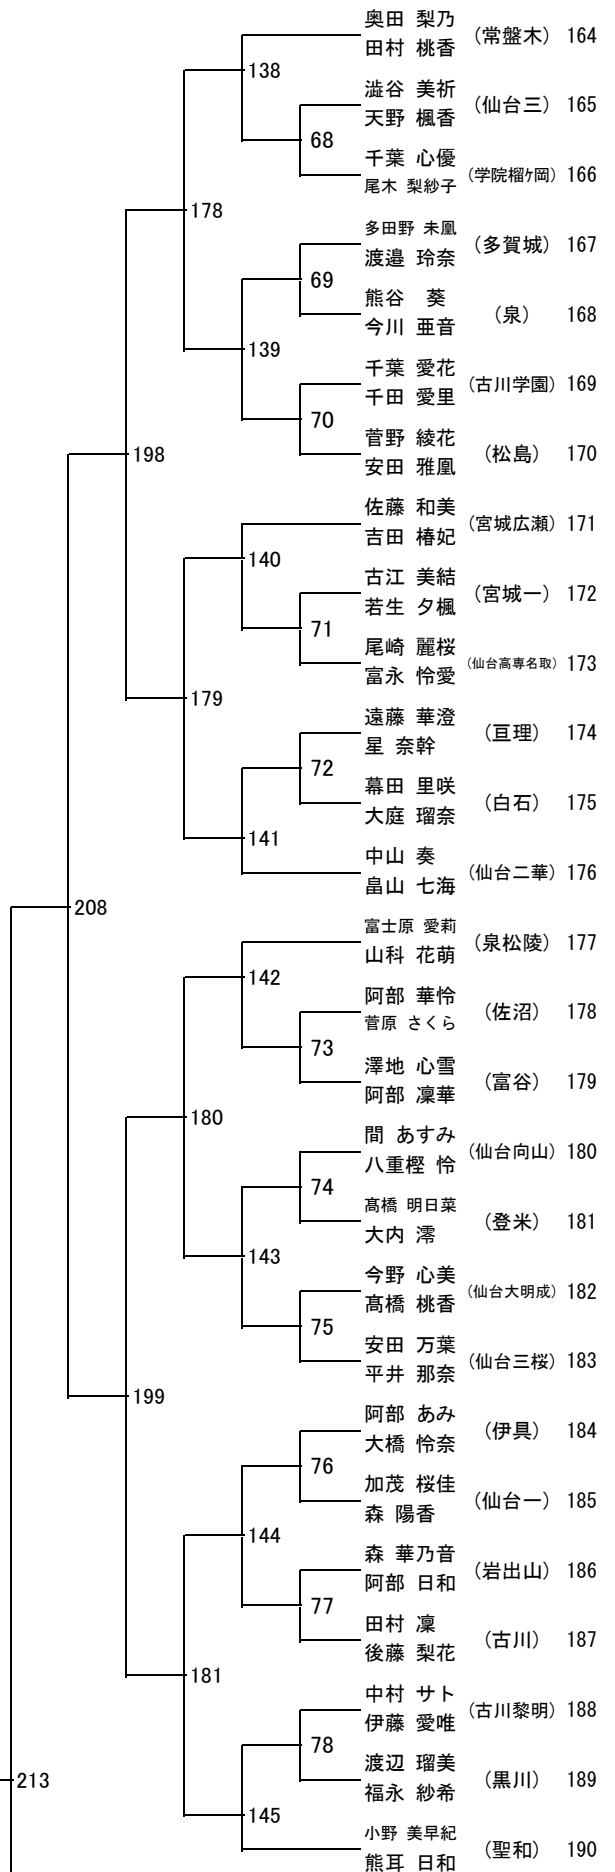 奥田 梨乃
田村 桃香
（常盤木） 164
138
澁谷 美祈
天野 楓香
（仙台三） 165
68
千葉 心優
尾木 梨紗子
（学院榴ケ岡） 166
178
多田野 未凰
渡邉 玲奈
（多賀城） 167
69
熊谷 葵
今川 亜音
（泉） 168
139
千葉 愛花
千田 愛里
（古川学園） 169
70
菅野 綾花
安田 雅凰
（松島） 170
198
佐藤 和美
吉田 椿妃
（宮城広瀬） 171
140
古江 美結
若生 夕楓
（宮城一） 172
71
尾崎 麗桜
富永 怜愛
（仙台高専名取） 173
179
遠藤 華澄
星 奈幹
（亘理） 174
72
幕田 里咲
大庭 瑠奈
（白石） 175
141
中山 奏
畠山 七海
（仙台二華） 176
208
富士原 愛莉
山科 花萌
（泉松陵） 177
142
阿部 華怜
菅原 さくら
（佐沼） 178
73
澤地 心雪
阿部 凜華
（富谷） 179
180
間 あすみ
八重樫 怜
（仙台向山） 180
74
髙橋 明日菜
大内 澪
（登米） 181
143
今野 心美
髙橋 桃香
（仙台大明成） 182
75
安田 万葉
平井 那奈
（仙台三桜） 183
199
阿部 あみ
大橋 怜奈
（伊具） 184
76
加茂 桜佳
森 陽香
（仙台一） 185
144
森 華乃音
阿部 日和
（岩出山） 186
77
田村 凜
後藤 梨花
（古川） 187
181
中村 サト
伊藤 愛唯
（古川黎明） 188
78
渡辺 瑠美
福永 紗希
（黒川） 189
213
145
小野 美早紀
熊耳 日和
（聖和） 190